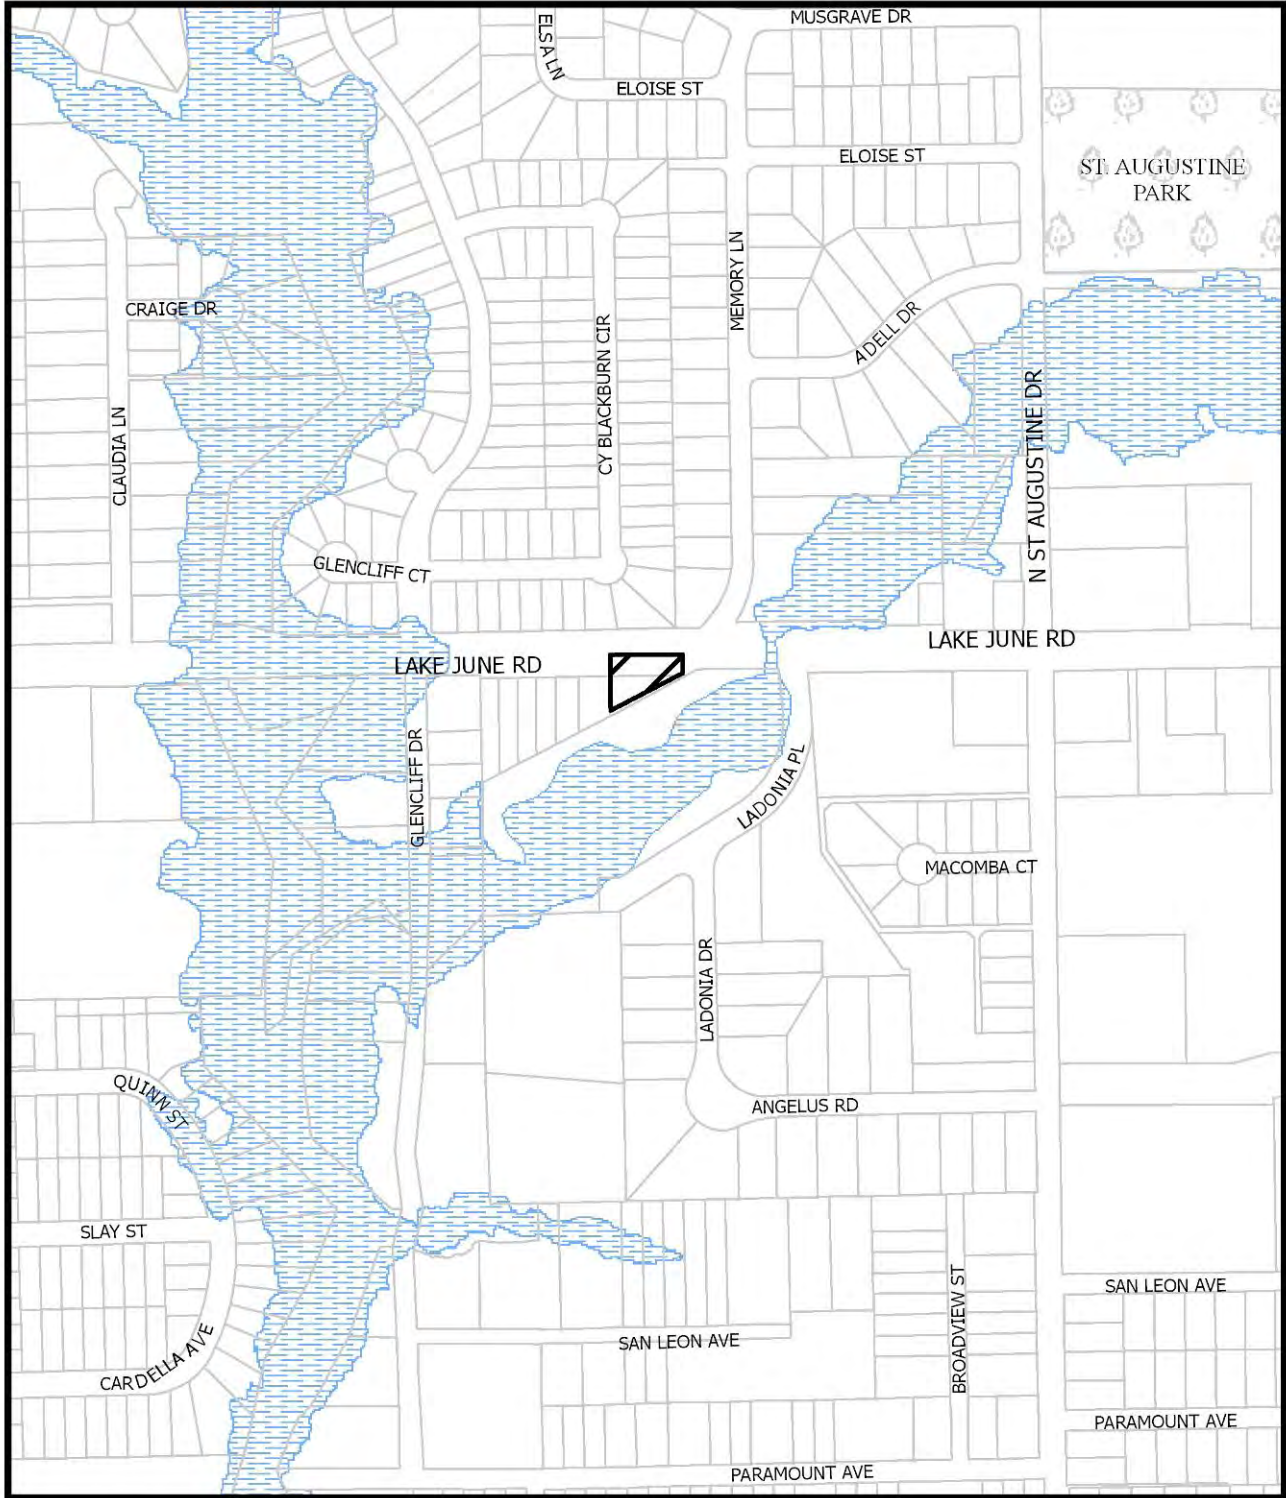 MUSGRAVE DR
ELSA LN
ELOISE ST
ELOISE ST
ST. AUGUSTINE
PARK
MEMORY LN
CRAIGE DR
ADELL DR
CY BLACKBURN CIR
CLAUDIA LN
N ST AUGUSTINE DR
GLENCLIFF CT
LAKE JUNE RD
LAKE JUNE RD
GLENCLIFF DR
LADONIA PL
MACOMBA CT
LADONIA DR
QUINN ST
ANGELUS RD
SLAY ST
SAN LEON AVE
BROADVIEW ST
SAN LEON AVE
CARDELLA AVE
PARAMOUNT AVE
PARAMOUNT AVE